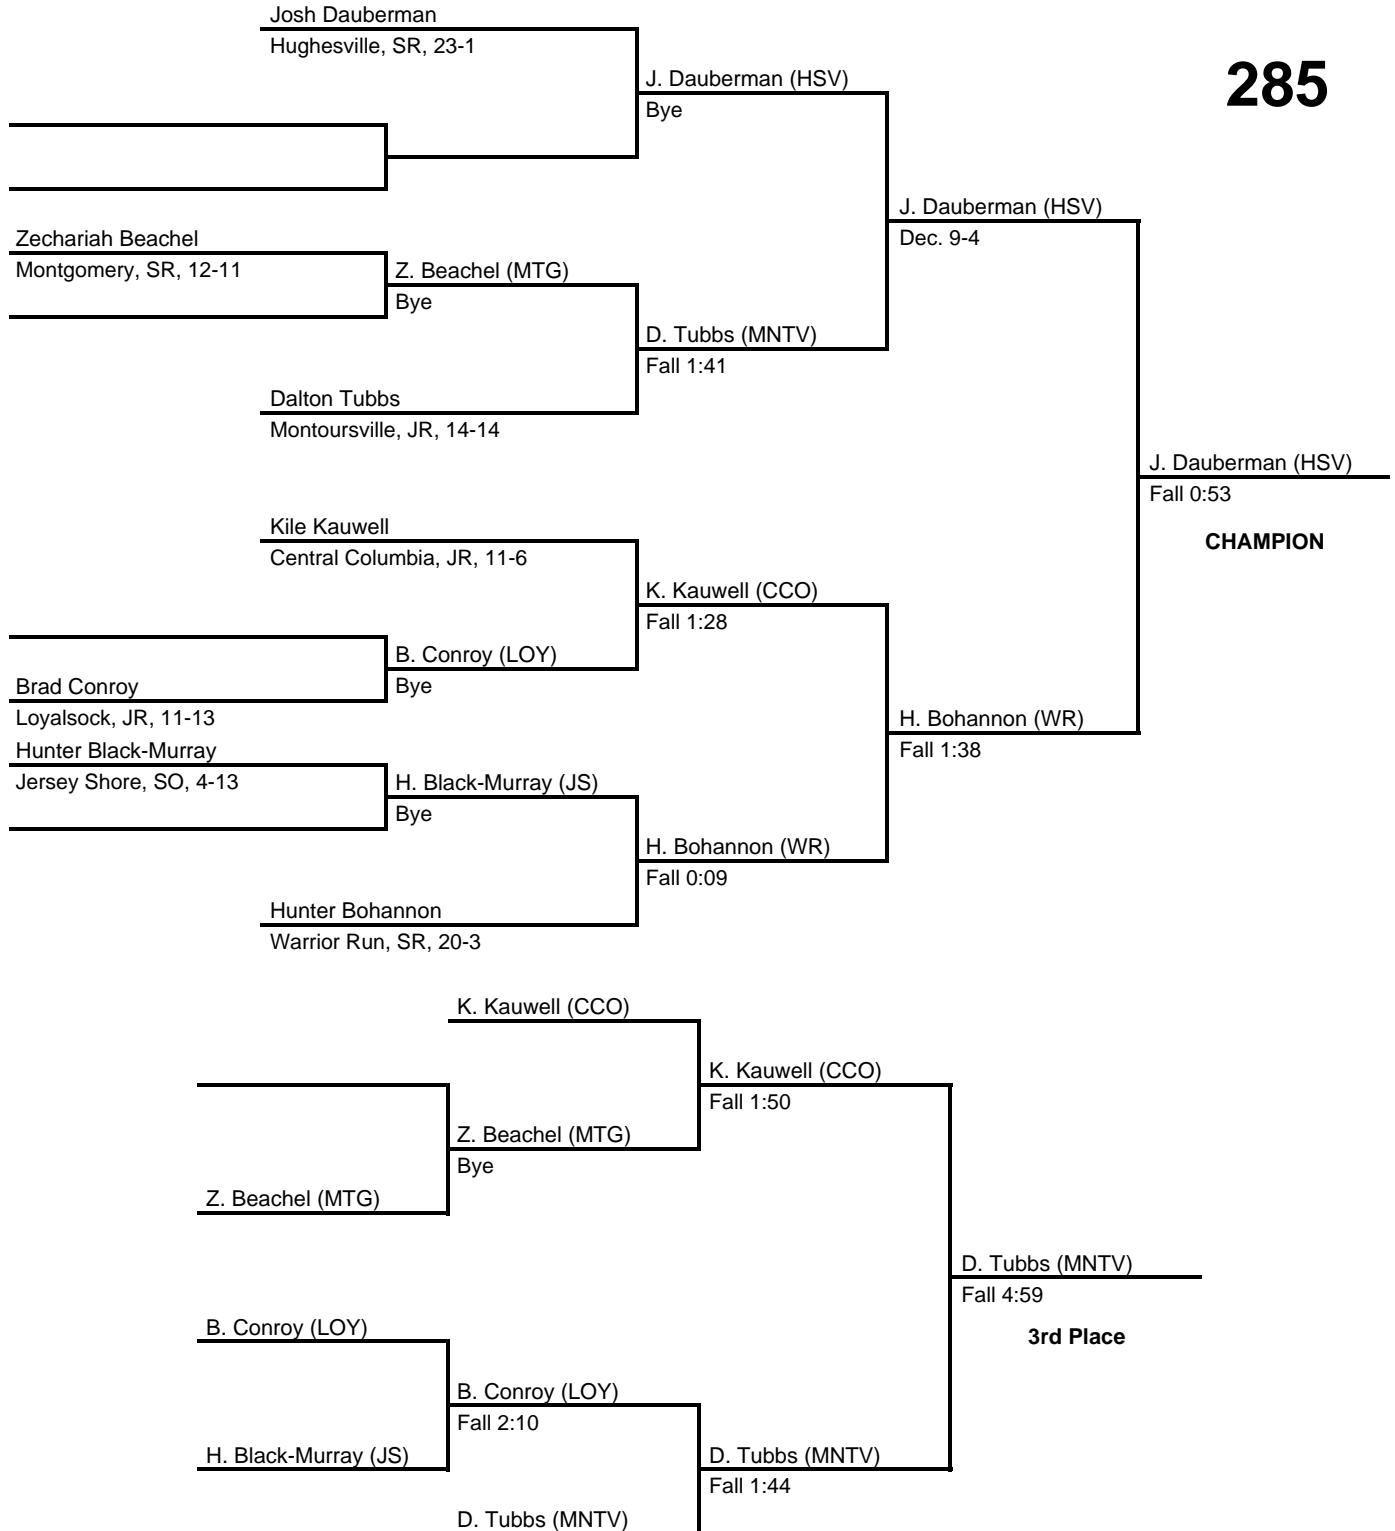 Josh Dauberman
Hughesville, SR, 23-1
285
J. Dauberman (HSV)
Bye
J. Dauberman (HSV)
Dec. 9-4
Zechariah Beachel
Montgomery, SR, 12-11
Z. Beachel (MTG)
Bye
D. Tubbs (MNTV)
Fall 1:41
Dalton Tubbs
Montoursville, JR, 14-14
J. Dauberman (HSV)
Fall 0:53
CHAMPION
Kile Kauwell
Central Columbia, JR, 11-6
K. Kauwell (CCO)
Fall 1:28
B. Conroy (LOY)
Bye
Brad Conroy
Loyalsock, JR, 11-13
H. Bohannon (WR)
Fall 1:38
Hunter Black-Murray
Jersey Shore, SO, 4-13
H. Black-Murray (JS)
Bye
H. Bohannon (WR)
Fall 0:09
Hunter Bohannon
Warrior Run, SR, 20-3
K. Kauwell (CCO)
K. Kauwell (CCO)
Fall 1:50
Z. Beachel (MTG)
Bye
Z. Beachel (MTG)
D. Tubbs (MNTV)
Fall 4:59
3rd Place
B. Conroy (LOY)
B. Conroy (LOY)
Fall 2:10
H. Black-Murray (JS)
D. Tubbs (MNTV)
Fall 1:44
D. Tubbs (MNTV)